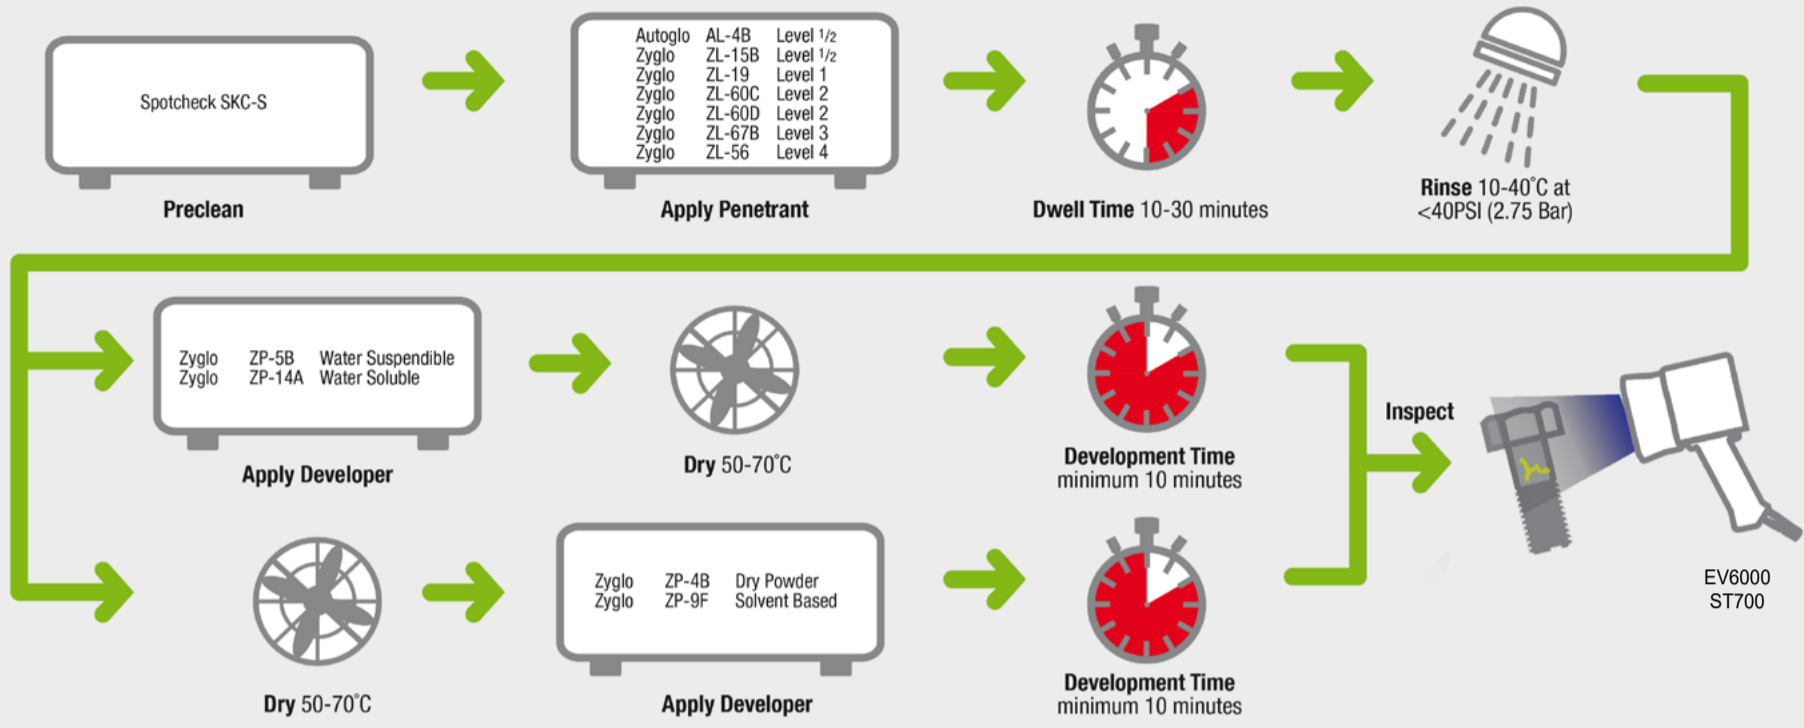 Spotcheck SKC-S
Preclean
Autoglo AL-4B Level 1/2
Zyglo ZL-15B Level 1/2
Zyglo ZL-19 Level 1
Zyglo ZL-60C Level 2
Zyglo ZL-60D Level 2
Zyglo ZL-67B Level 3
Zyglo ZL-56 Level 4
Apply Penetrant
Dwell Time 10-30 minutes
Rinse 10-40°C at
<40PSI (2.75 Bar)
Zyglo ZP-5B Water Suspendible
Zyglo ZP-14A Water Soluble
Apply Developer
Dry 50-70°C
Development Time
minimum 10 minutes
Dry 50-70°C
Zyglo ZP-4B Dry Powder
Zyglo ZP-9F Solvent Based
Apply Developer
Development Time
minimum 10 minutes
Inspect
EV6000
ST700